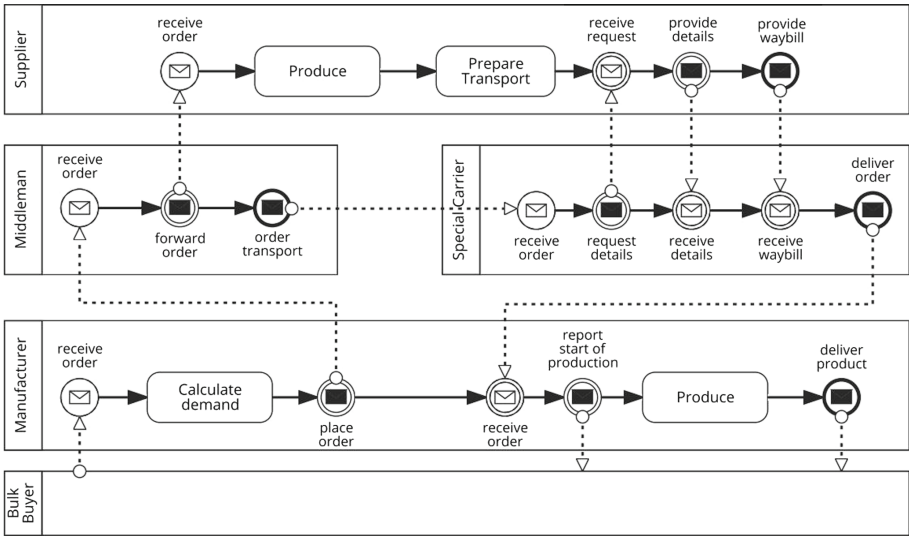 Supplier
receive
order
Produce
Prepare
Transport
receive
request
provide
details
provide
waybill
Middleman
receive
order
forward
order
order
transport
Special Carrier
receive
order
request
details
receive
details
receive
waybill
deliver
order
Manufacturer
receive
order
Calculate
demand
place
order
receive
order
report
start of
production
Produce
deliver
product
Bulk
Buyer